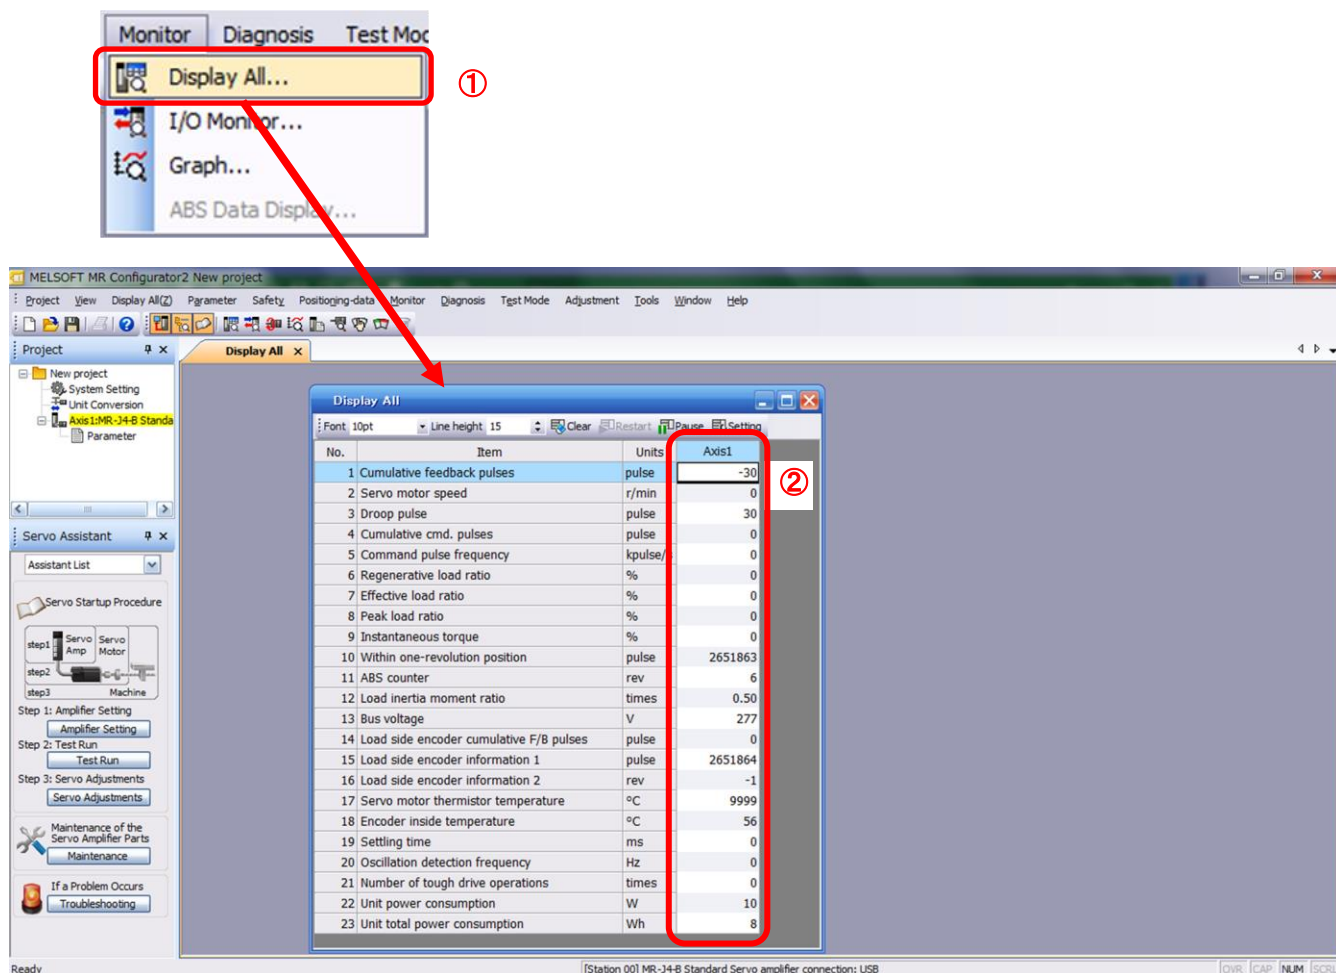 Monitor Diagnosis Test Mod
Display All...
①
I/O Monitor...
Graph...
ABS Data Display...
MELSOFT MR Configurator2 New project
Project View Display All(Z) Parameter Safety Positioning-data Monitor Diagnosis Test Mode Adjustment Tools Window Help
Project
Display All
New project
System Setting
Unit Conversion
Axis1:MR-J4-B Standa
Parameter
Servo Assistant
Assistant List
Servo Startup Procedure
step1 Servo Amp Servo Motor
step2
step3 Machine
Step 1: Amplifier Setting
Amplifier Setting
Step 2: Test Run
Test Run
Step 3: Servo Adjustments
Servo Adjustments
Maintenance of the
Servo Amplifier Parts
Maintenance
If a Problem Occurs
Troubleshooting
Display All
Font 10pt Line height 15 Clear Restart Pause Setting
No. Item Units Axis1
②
1 Cumulative feedback pulses pulse -30
2 Servo motor speed r/min 0
3 Droop pulse pulse 30
4 Cumulative cmd. pulses pulse 0
5 Command pulse frequency kpulse/s 0
6 Regenerative load ratio % 0
7 Effective load ratio % 0
8 Peak load ratio % 0
9 Instantaneous torque % 0
10 Within one-revolution position pulse 2651863
11 ABS counter rev 6
12 Load inertia moment ratio times 0.50
13 Bus voltage V 277
14 Load side encoder cumulative F/B pulses pulse 0
15 Load side encoder information 1 pulse 2651864
16 Load side encoder information 2 rev -1
17 Servo motor thermistor temperature °C 9999
18 Encoder inside temperature °C 56
19 Settling time ms 0
20 Oscillation detection frequency Hz 0
21 Number of tough drive operations times 0
22 Unit power consumption W 10
23 Unit total power consumption Wh 8
Ready [Station 00] MR-J4-B Standard Servo amplifier connection: USB OVR CAP NUM SCRL